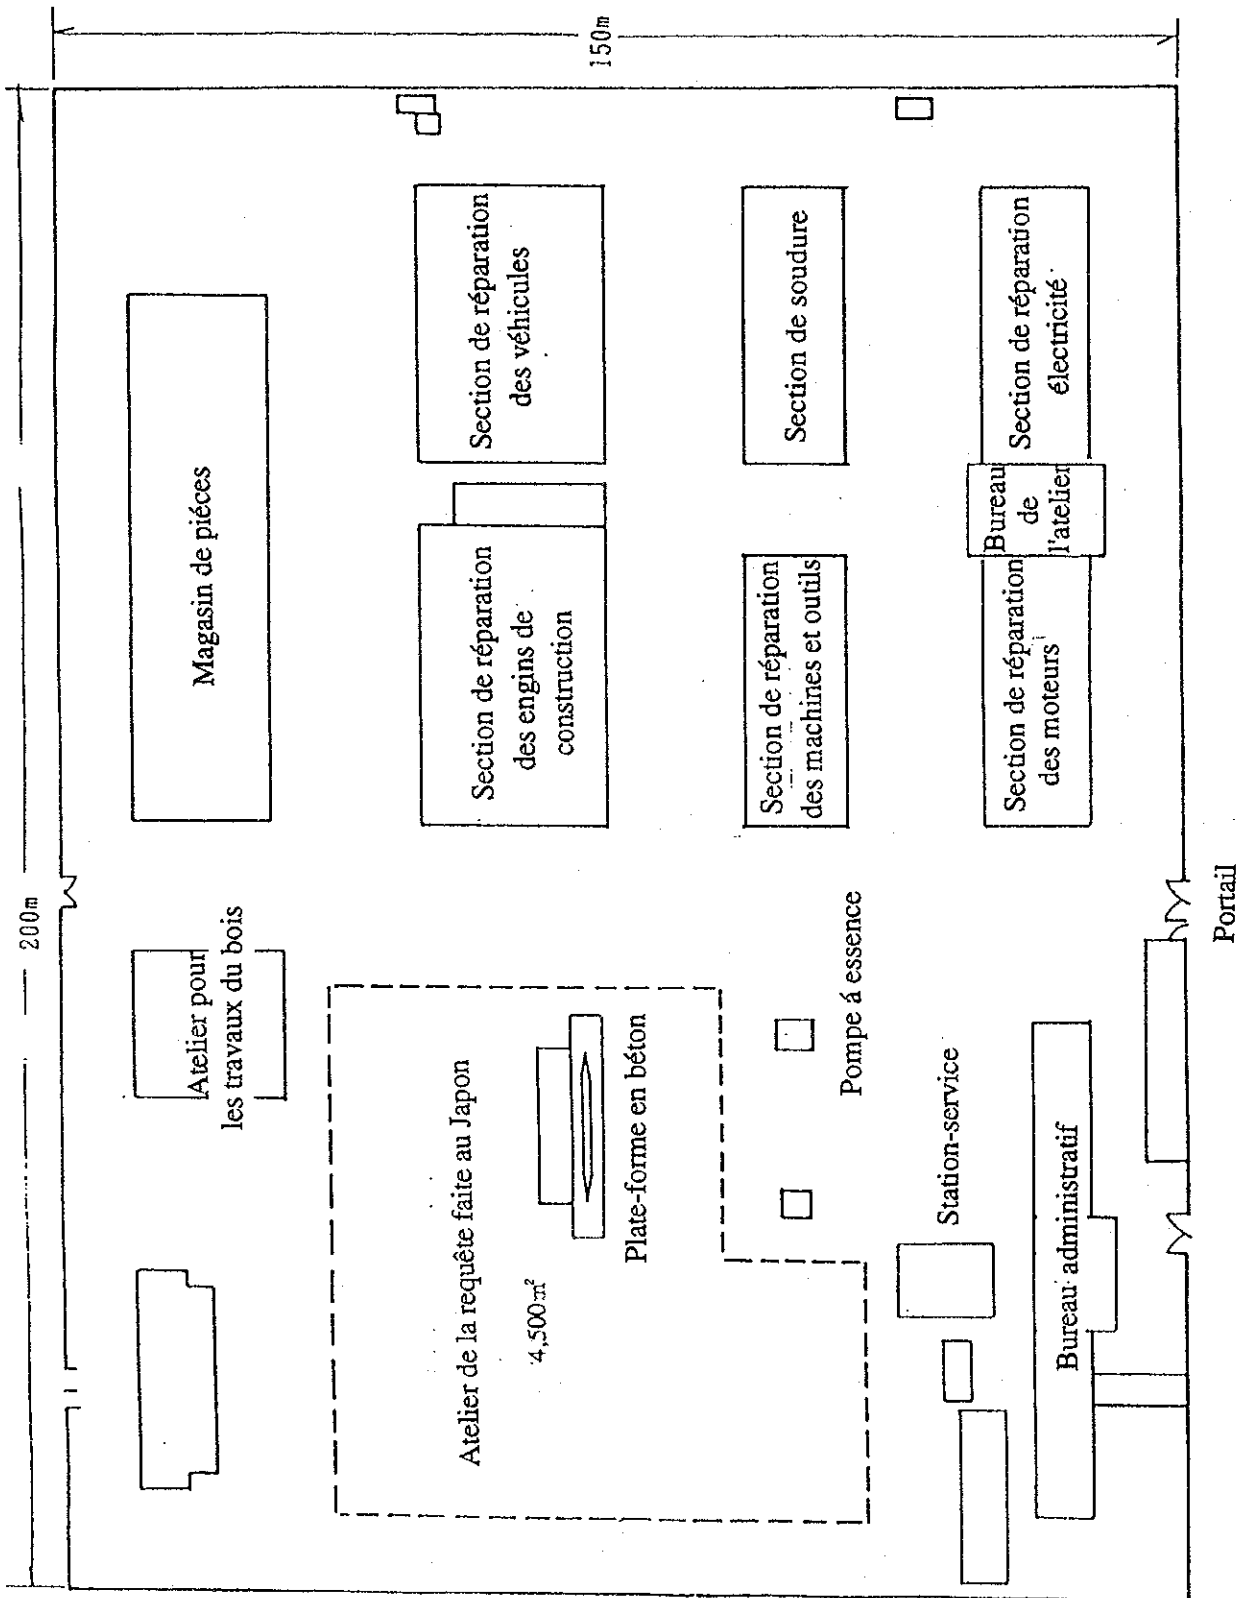 200m
Atelier pour
les travaux du bois
Magasin de piéces
Atelier de la requête faite au Japon
4,500m²
Plate-forme en béton
Section de réparation
des engins de
construction
Section de réparation
des véhicules
150m
Pompe á essence
Section de réparation
des machines et outils
Section de soudure
Station-service
Bureau administratif
Section de réparation
des moteurs
Bureau
de
l'atelier
Section de réparation
électricité
Portail